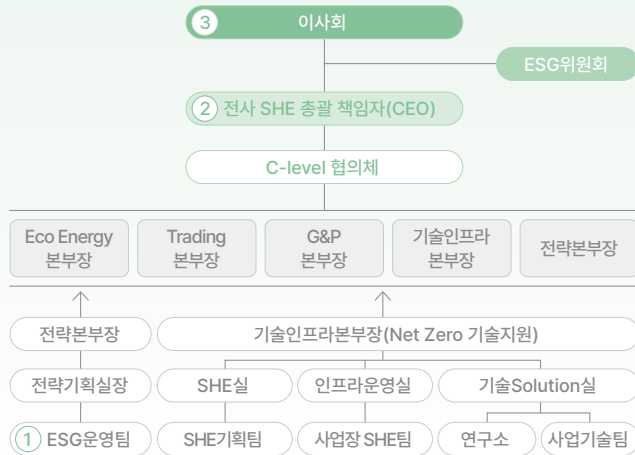 3 이사회
ESG위원회
2 전사 SHE 총괄 책임자(CEO)
C-level 협의체
Eco Energy
본부장
Trading
본부장
G&P
본부장
기술인프라
본부장
전략본부장
전략본부장
기술인프라본부장(Net Zero 기술지원)
전략기획실장
SHE실
인프라운영실
기술Solution실
1 ESG운영팀
SHE기획팀
사업장 SHE팀
연구소
사업기술팀